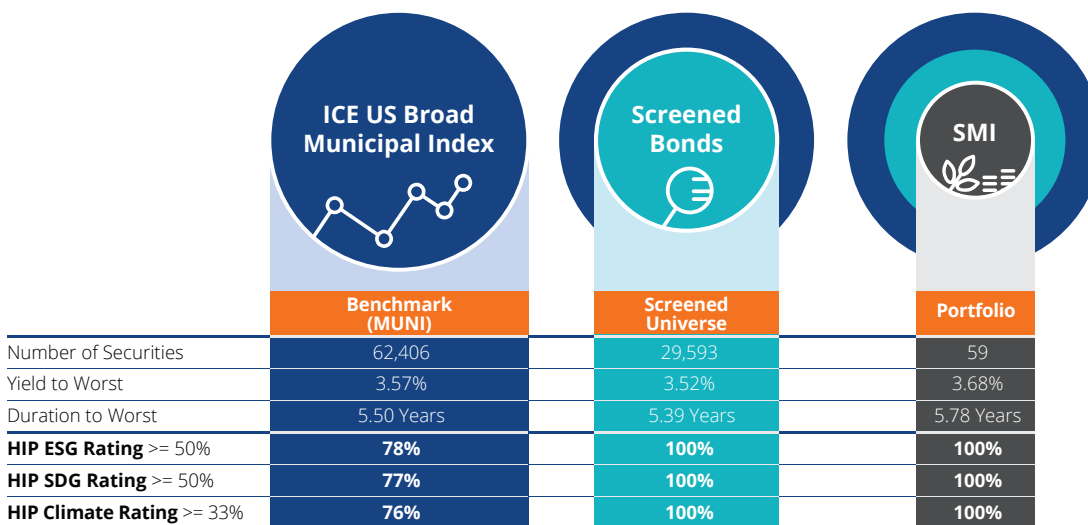 ICE US Broad
Municipal Index
Screened
Bonds
SMI
Benchmark
(MUNI)
Screened
Universe
Portfolio
Number of Securities 62,406 29,593 59
Yield to Worst 3.57% 3.52% 3.68%
Duration to Worst 5.50 Years 5.39 Years 5.78 Years
HIP ESG Rating >= 50% 78% 100% 100%
HIP SDG Rating >= 50% 77% 100% 100%
HIP Climate Rating >= 33% 76% 100% 100%